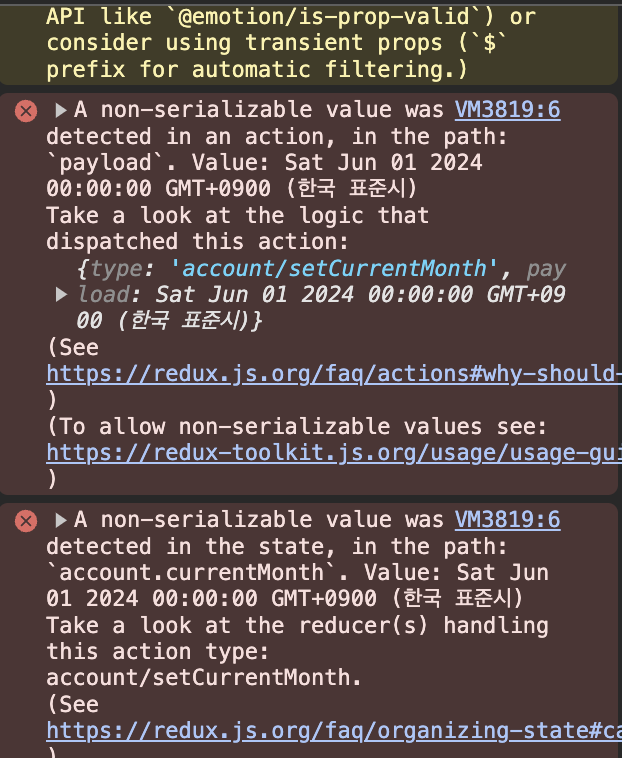 API like `@emotion/is-prop-valid`) or
consider using transient props (`$`
prefix for automatic filtering.)
A non-serializable value was VM3819:6
detected in an action, in the path:
`payload`. Value: Sat Jun 01 2024
00:00:00 GMT+0900 (한국 표준시)
Take a look at the logic that
dispatched this action:
{type: 'account/setCurrentMonth', pay
load: Sat Jun 01 2024 00:00:00 GMT+09
00 (한국 표준시)}
(See
https://redux.js.org/faq/actions#why-should-
)
(To allow non-serializable values see:
https://redux-toolkit.js.org/usage/usage-gui
)
A non-serializable value was VM3819:6
detected in the state, in the path:
`account.currentMonth`. Value: Sat Jun
01 2024 00:00:00 GMT+0900 (한국 표준시)
Take a look at the reducer(s) handling
this action type:
account/setCurrentMonth.
(See
https://redux.js.org/faq/organizing-state#ca
)